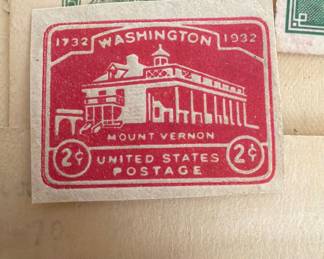 1732 WASHINGTON 1932
MOUNT VERNON
2¢ UNITED STATES 2¢
POSTAGE